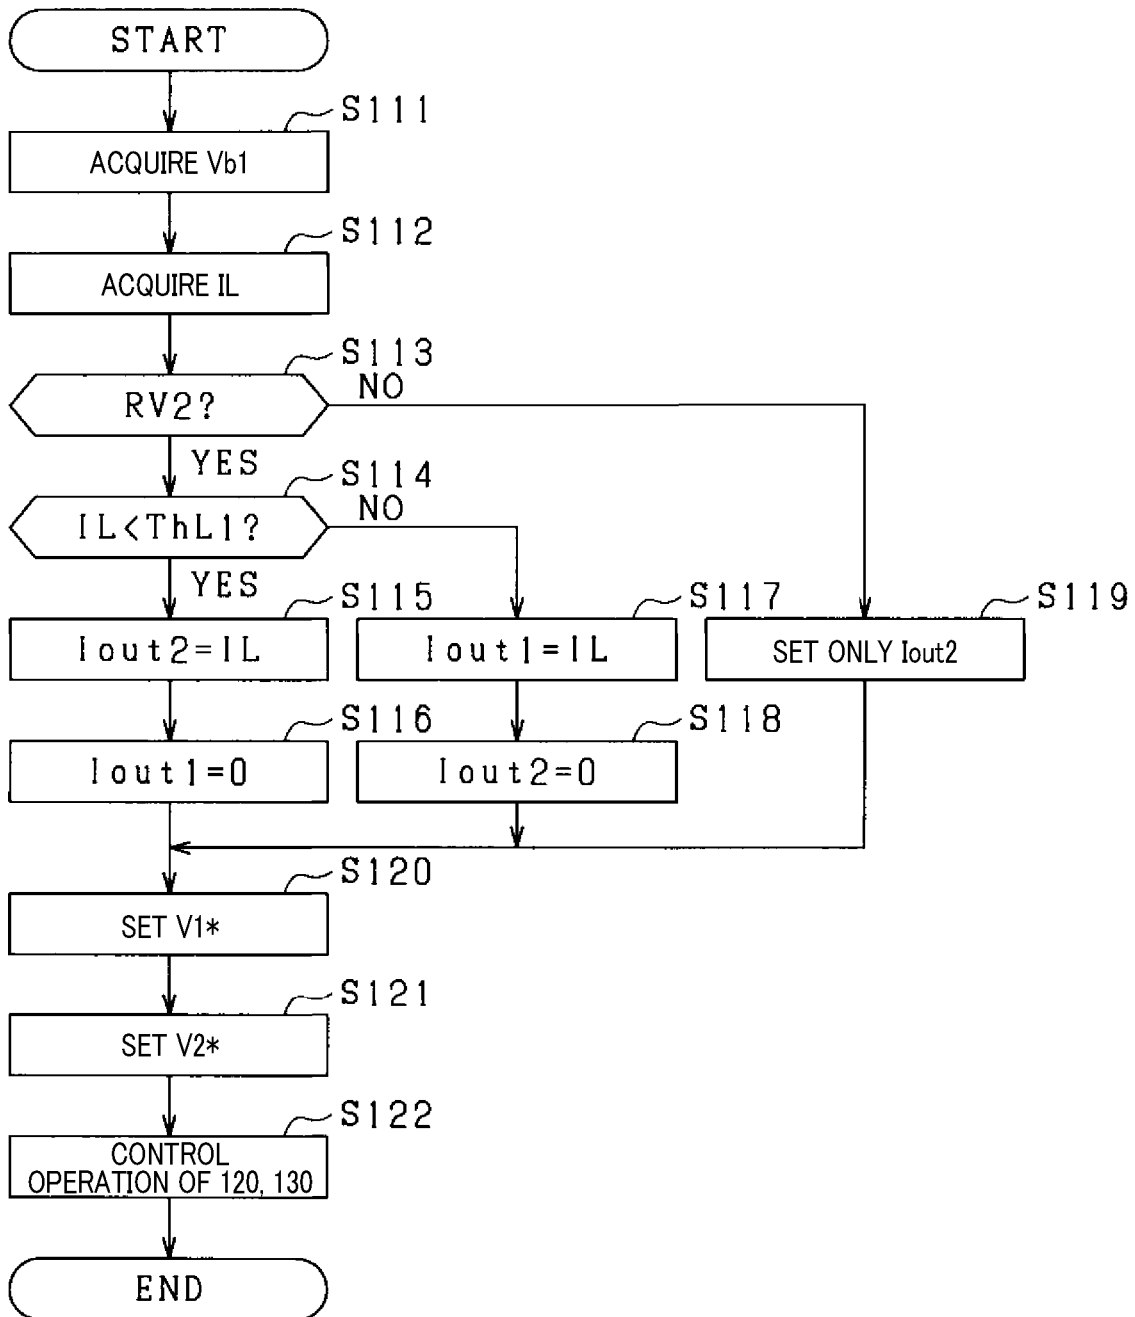 START
S111
ACQUIRE Vb1
S112
ACQUIRE IL
S113
RV2?
NO
YES
S114
IL<ThL1?
NO
YES
S115
Iout2=IL
S117
Iout1=IL
S119
SET ONLY Iout2
S116
Iout1=0
S118
Iout2=0
S120
SET V1*
S121
SET V2*
S122
CONTROL
OPERATION OF 120, 130
END